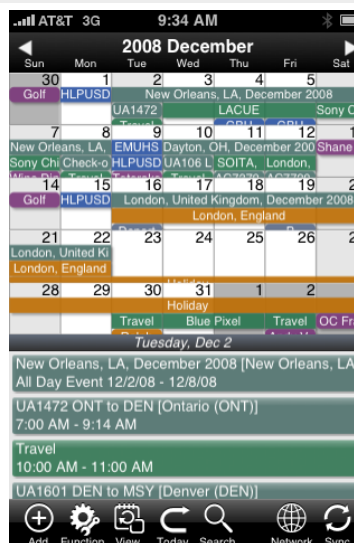 AT&T 3G 9:34 AM
2008 December
Sun Mon Tue Wed Thu Fri Sat
30 1 2 3 4 5
Golf HLPUSD New Orleans, LA, December 2008
UA1472 LACUE Sony C
Travel
7 8 9 10 11 12 1
New Orleans, LA, EMUHS Dayton, OH, December 200 Shane
Sony Chi Check-o HLPUSD UA106 L SOITA, London,
14 15 16 17 18 19 2
Golf HLPUSD London, United Kingdom, December 2008
London, England
21 22 23 24 25 26 2
London, United Ki
London, England
Holiday
28 29 30 31 1 2
Holiday
Travel Blue Pixel Travel OC Fr
Tuesday, Dec 2
New Orleans, LA, December 2008 [New Orleans, LA
All Day Event 12/2/08 - 12/8/08
UA1472 ONT to DEN [Ontario (ONT)]
7:00 AM - 9:14 AM
Travel
10:00 AM - 11:00 AM
UA1601 DEN to MSY [Denver (DEN)]
Add Function View Today Search Network Sync